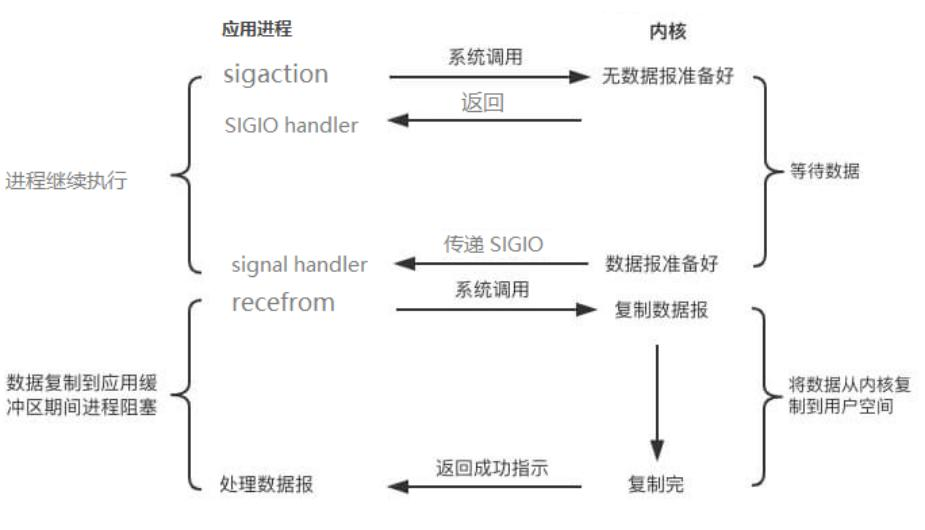 应用进程
内核
系统调用
sigaction
无数据报准备好
返回
SIGIO handler
进程继续执行
等待数据
传递 SIGIO
signal handler
数据报准备好
系统调用
recefrom
复制数据报
数据复制到应用缓
冲区期间进程阻塞
将数据从内核复
制到用户空间
返回成功指示
处理数据报
复制完